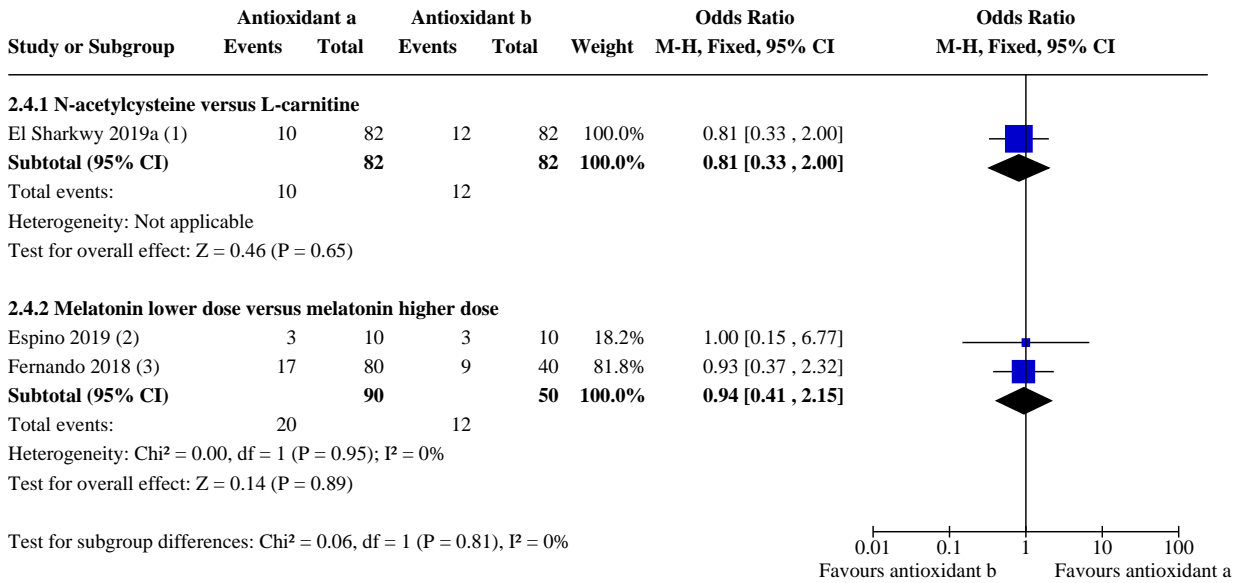 Antioxidant a Antioxidant b Odds Ratio Odds Ratio
Study or Subgroup Events Total Events Total Weight M-H, Fixed, 95% CI M-H, Fixed, 95% CI
2.4.1 N-acetylcysteine versus L-carnitine
El Sharkwy 2019a (1) 10 82 12 82 100.0% 0.81 [0.33 , 2.00]
Subtotal (95% CI) 82 82 100.0% 0.81 [0.33 , 2.00]
Total events: 10 12
Heterogeneity: Not applicable
Test for overall effect: Z = 0.46 (P = 0.65)
2.4.2 Melatonin lower dose versus melatonin higher dose
Espino 2019 (2) 3 10 3 10 18.2% 1.00 [0.15 , 6.77]
Fernando 2018 (3) 17 80 9 40 81.8% 0.93 [0.37 , 2.32]
Subtotal (95% CI) 90 50 100.0% 0.94 [0.41 , 2.15]
Total events: 20 12
Heterogeneity: Chi² = 0.00, df = 1 (P = 0.95); I² = 0%
Test for overall effect: Z = 0.14 (P = 0.89)
Test for subgroup differences: Chi² = 0.06, df = 1 (P = 0.81), I² = 0%
0.01 0.1 1 10 100
Favours antioxidant b Favours antioxidant a